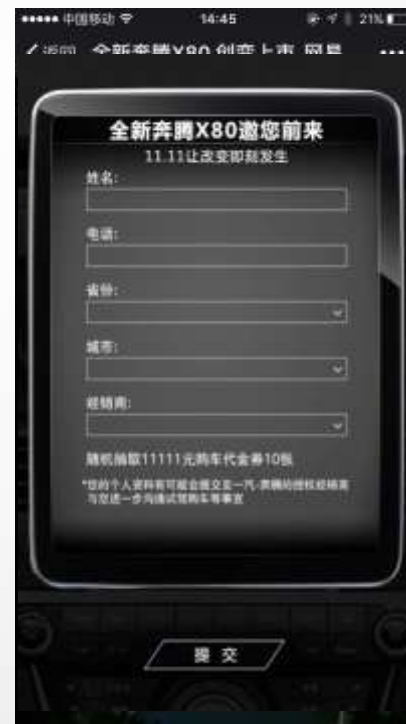 中国移动 14:45 21%
返回 全新奔腾X80 创变上市_网易
全新奔腾X80邀您前来
11.11让改变即刻发生
姓名:
电话:
省份:
城市:
经销商:
随机抽取11111元购车代金券10张
*您的个人资料有可能会提交至一汽-奔腾的授权经销商
与您进一步沟通试驾购车等事宜
提 交